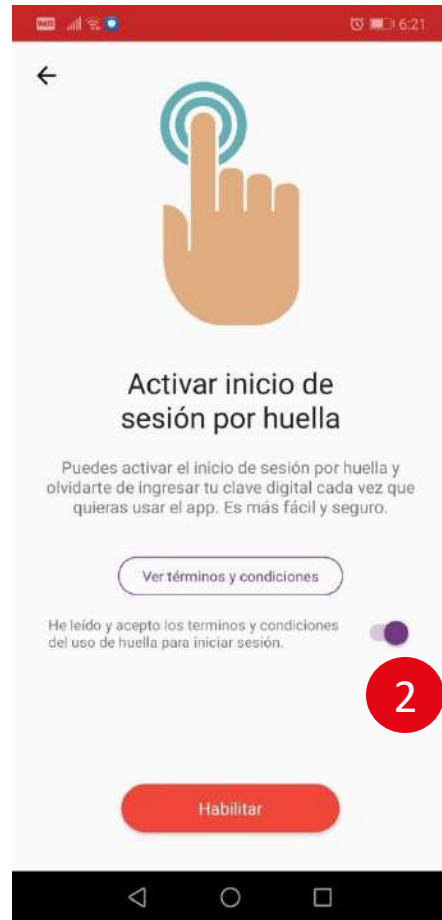 6:21
Activar inicio de
sesión por huella
Puedes activar el inicio de sesión por huella y
olvidarte de ingresar tu clave digital cada vez que
quieras usar el app. Es más fácil y seguro.
Ver términos y condiciones
He leído y acepto los terminos y condiciones
del uso de huella para iniciar sesión.
2
Habilitar